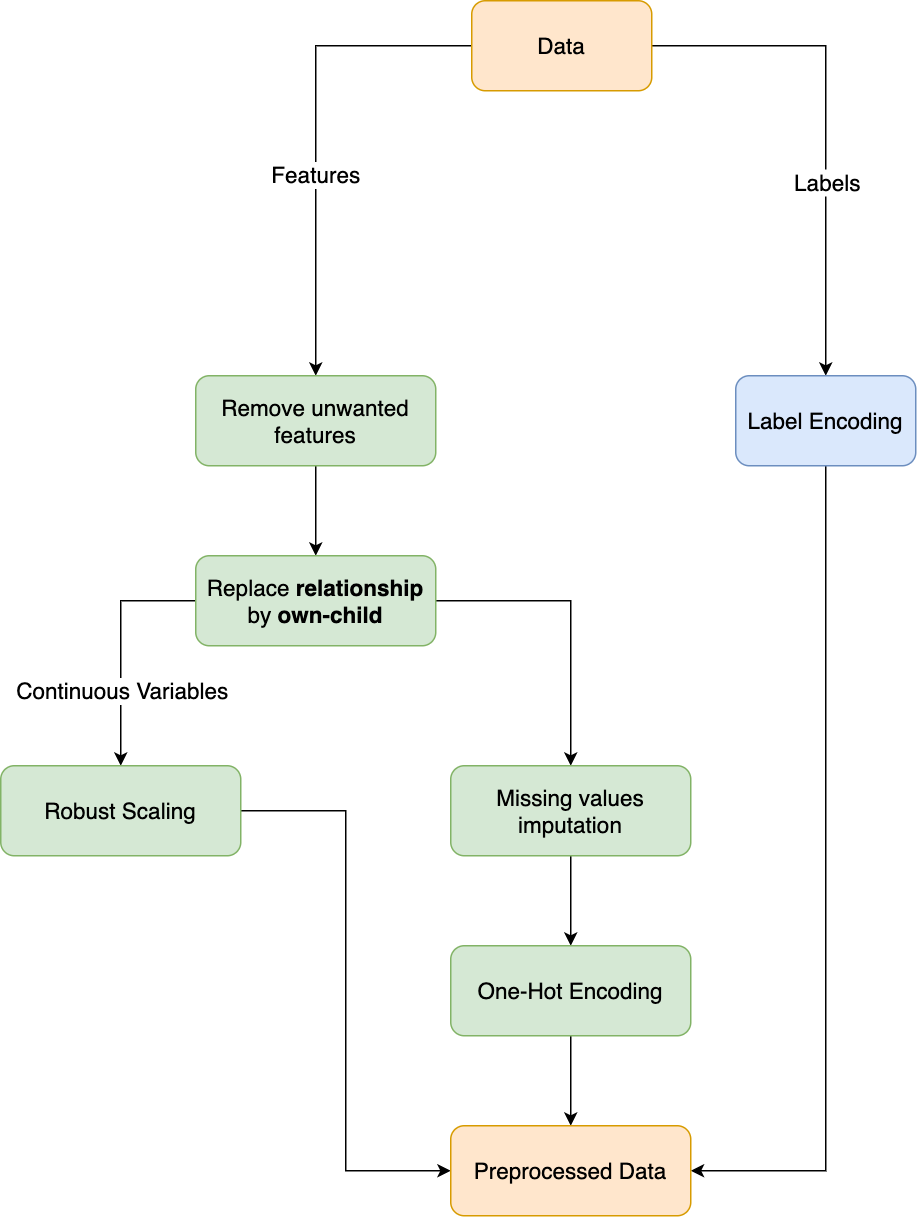 Data
Features
Labels
Remove unwanted
features
Label Encoding
Replace relationship
by own-child
Continuous Variables
Robust Scaling
Missing values
imputation
One-Hot Encoding
Preprocessed Data